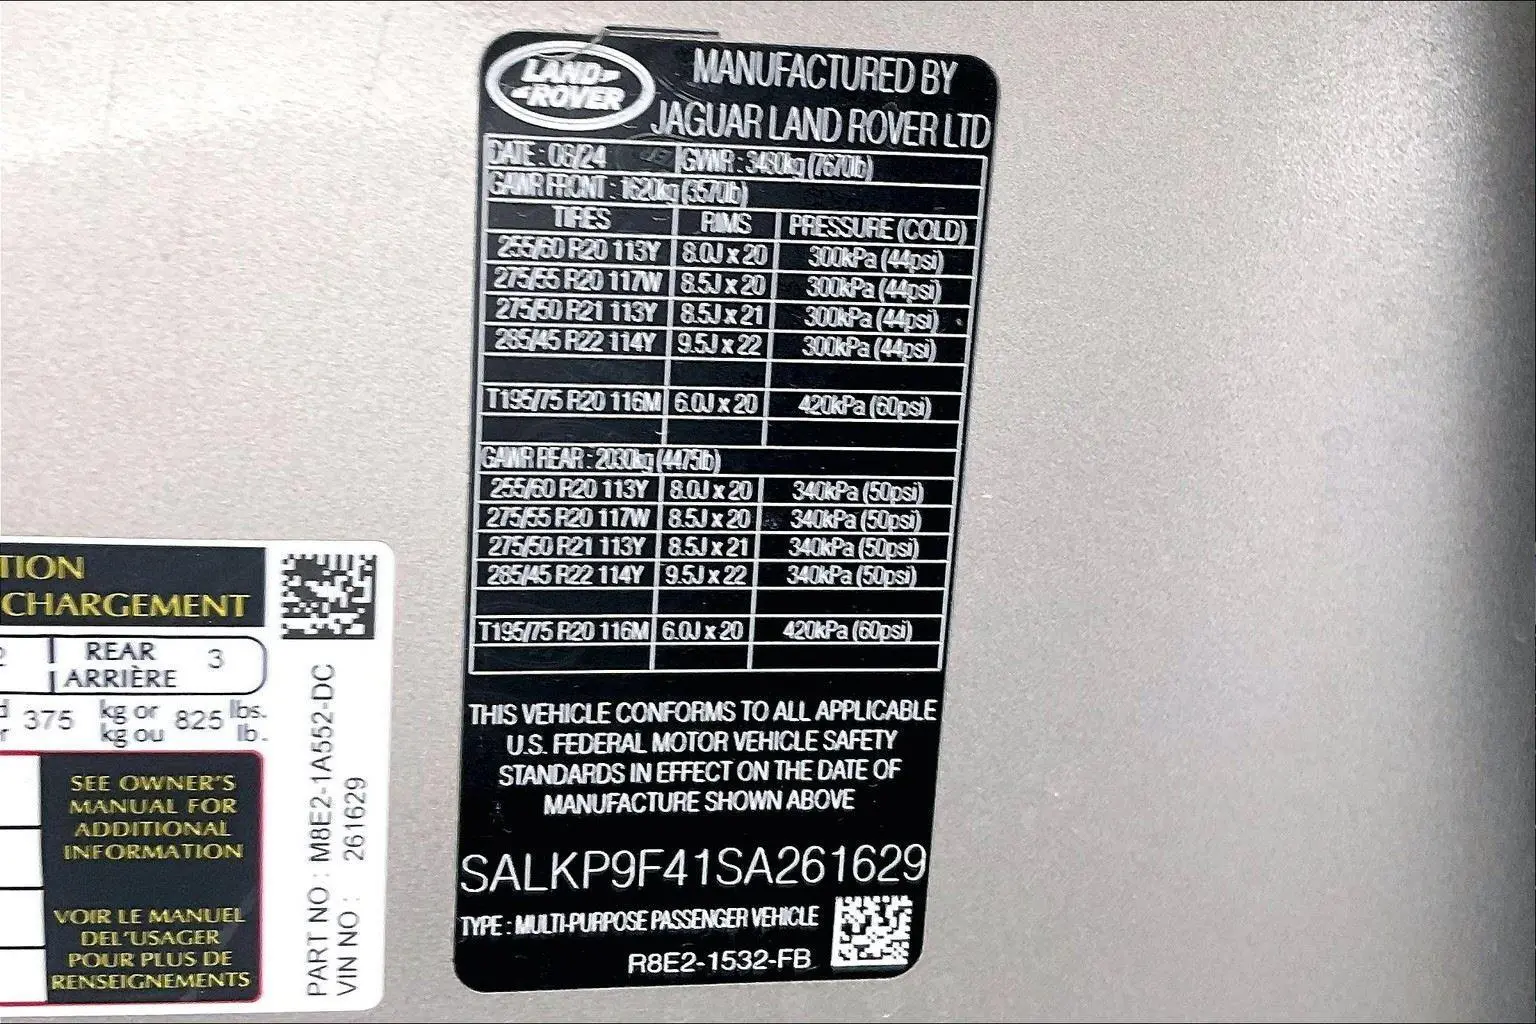 LAND
ROVER
MANUFACTURED BY
JAGUAR LAND ROVER LTD
DATE : 08/24 GVWR : 3480kg (7670lb)
GAWR FRONT : 1620kg (3570lb)
TIRES RIMS PRESSURE (COLD)
255/60 R20 113Y 8.0J x 20 300kPa (44psi)
275/55 R20 117W 8.5J x 20 300kPa (44psi)
275/50 R21 113Y 8.5J x 21 300kPa (44psi)
285/45 R22 114Y 9.5J x 22 300kPa (44psi)
T195/75 R20 116M 6.0J x 20 420kPa (60psi)
GAWR REAR : 2030kg (4475lb)
255/60 R20 113Y 8.0J x 20 340kPa (50psi)
275/55 R20 117W 8.5J x 20 340kPa (50psi)
275/50 R21 113Y 8.5J x 21 340kPa (50psi)
285/45 R22 114Y 9.5J x 22 340kPa (50psi)
T195/75 R20 116M 6.0J x 20 420kPa (60psi)
THIS VEHICLE CONFORMS TO ALL APPLICABLE
U.S. FEDERAL MOTOR VEHICLE SAFETY
STANDARDS IN EFFECT ON THE DATE OF
MANUFACTURE SHOWN ABOVE
SALKP9F41SA261629
TYPE : MULTI-PURPOSE PASSENGER VEHICLE
R8E2-1532-FB
TION
CHARGEMENT
2 REAR 3
ARRIÈRE
375 kg or 825 lbs.
kg ou lb.
SEE OWNER'S
MANUAL FOR
ADDITIONAL
INFORMATION
VOIR LE MANUEL
DEL'USAGER
POUR PLUS DE
RENSEIGNEMENTS
PART NO : M8E2-1A552-DC
VIN NO : 261629